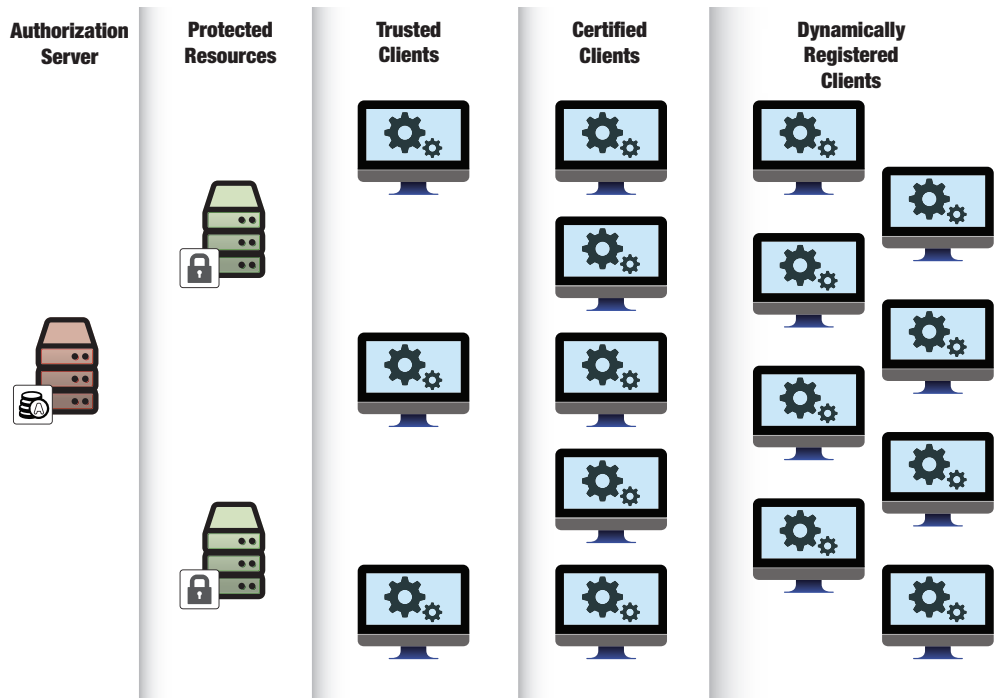 Authorization
Server
Protected
Resources
Trusted
Clients
Certified
Clients
Dynamically
Registered
Clients
A